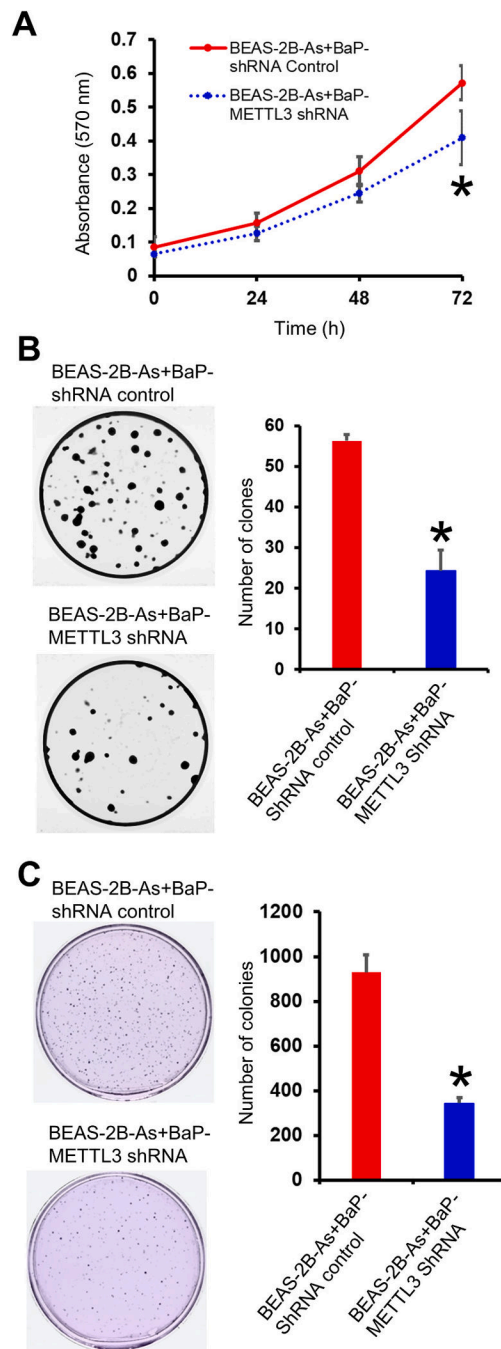 A
0.7
0.6
0.5
0.4
0.3
0.2
0.1
0
Absorbance (570 nm)
BEAS-2B-As+BaP-
shRNA Control
BEAS-2B-As+BaP-
METTL3 shRNA
*
0 24 48 72
Time (h)
B
BEAS-2B-As+BaP-
shRNA control
BEAS-2B-As+BaP-
METTL3 shRNA
60
50
40
30
20
10
0
Number of clones
*
BEAS-2B-As+BaP-
ShRNA control
BEAS-2B-As+BaP-
METTL3 ShRNA
C
BEAS-2B-As+BaP-
shRNA control
BEAS-2B-As+BaP-
METTL3 shRNA
1200
1000
800
600
400
200
0
Number of colonies
*
BEAS-2B-As+BaP-
ShRNA control
BEAS-2B-As+BaP-
METTL3 ShRNA